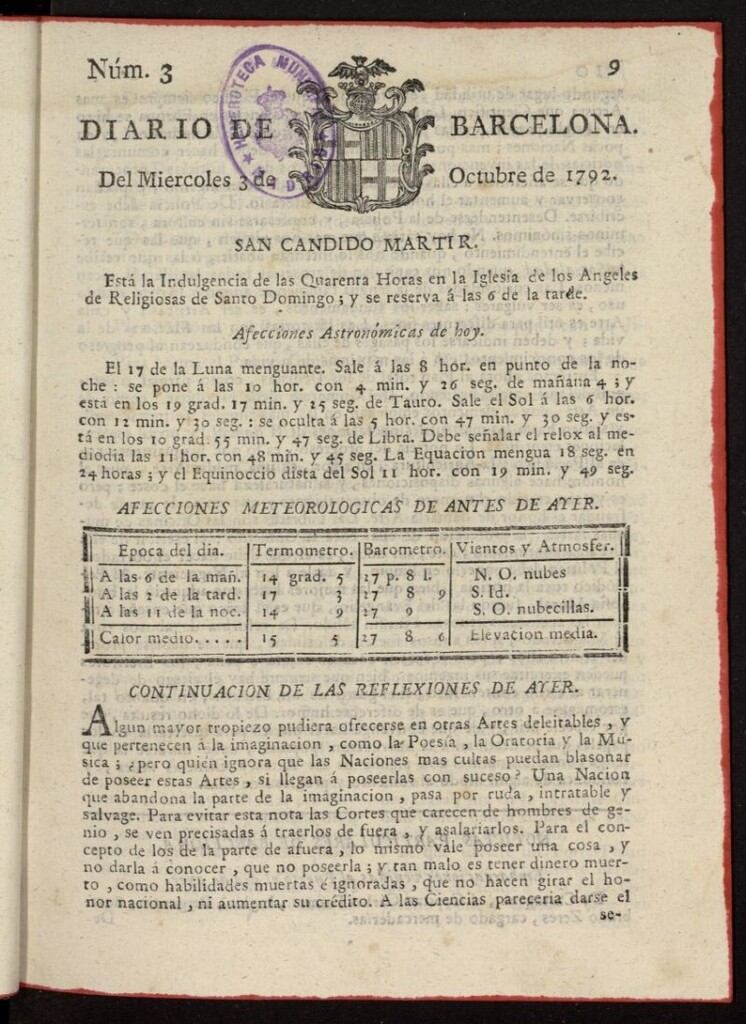 Núm. 3
9
HEMEROTECA MUNICIPAL
MADRID
DIARIO DE BARCELONA.
Del Miercoles 3 de Octubre de 1792.
SAN CANDIDO MARTIR.
Está la Indulgencia de las Quarenta Horas en la Iglesia de los Angeles
de Religiosas de Santo Domingo ; y se reserva á las 6 de la tarde.
Afecciones Astronómicas de hoy.
El 17 de la Luna menguante. Sale á las 8 hor. en punto de la no-
che : se pone á las 10 hor. con 4 min. y 26 seg. de mañana 4 ; y
está en los 19 grad. 17 min. y 25 seg. de Tauro. Sale el Sol á las 6 hor.
con 12 min. y 30 seg. : se oculta á las 5 hor. con 47 min. y 30 seg. y es-
tá en los 10 grad. 55 min. y 47 seg. de Libra. Debe señalar el relox al me-
diodia las 11 hor. con 48 min. y 45 seg. La Equacion mengua 18 seg. en
24 horas ; y el Equinoccio dista del Sol 11 hor. con 19 min. y 49 seg.
AFECCIONES METEOROLOGICAS DE ANTES DE AYER.
Epoca del dia. Termometro. Barometro. Vientos y Atmosfer.
A las 6 de la mañ. 14 grad. 5 27 p. 8 l. N. O. nubes
A las 2 de la tard. 17 3 27 8 9 S. Id.
A las 11 de la noc. 14 9 27 9 S. O. nubecillas.
Calor medio. . . . . 15 5 27 8 6 Elevacion media.
CONTINUACION DE LAS REFLEXIONES DE AYER.
Algun mayor tropiezo pudiera ofrecerse en otras Artes deleitables , y
que pertenecen á la imaginacion , como la Poesía , la Oratoria y la Mú-
sica ; ¿pero quién ignora que las Naciones mas cultas puedan blasonar
de poseer estas Artes , si llegan á poseerlas con suceso? Una Nacion
que abandona la parte de la imaginacion , pasa por ruda , intratable y
salvage. Para evitar esta nota las Cortes que carecen de hombres de ge-
nio , se ven precisadas á traerlos de fuera , y asalariarlos. Para el con-
cepto de los de la parte de afuera , lo mismo vale poseer una cosa , y
no darla á conocer , que no poseerla ; y tan malo es tener dinero muer-
to , como habilidades muertas é ignoradas , que no hacen girar el ho-
nor nacional , ni aumentar su crédito. A las Ciencias pareceria darse el
se-